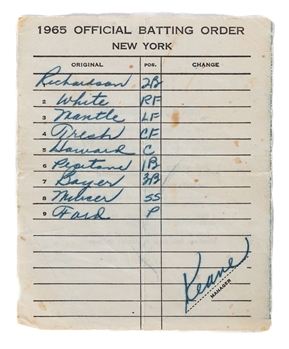 1965 OFFICIAL BATTING ORDER
NEW YORK
ORIGINAL POS. CHANGE
Richardson 2B
2 White RF
3 Mantle LF
4 Tresh CF
5 Howard C
6 Pepitone 1B
7 Boyer 3B
8 SS
9 Ford P
Keane
MANAGER